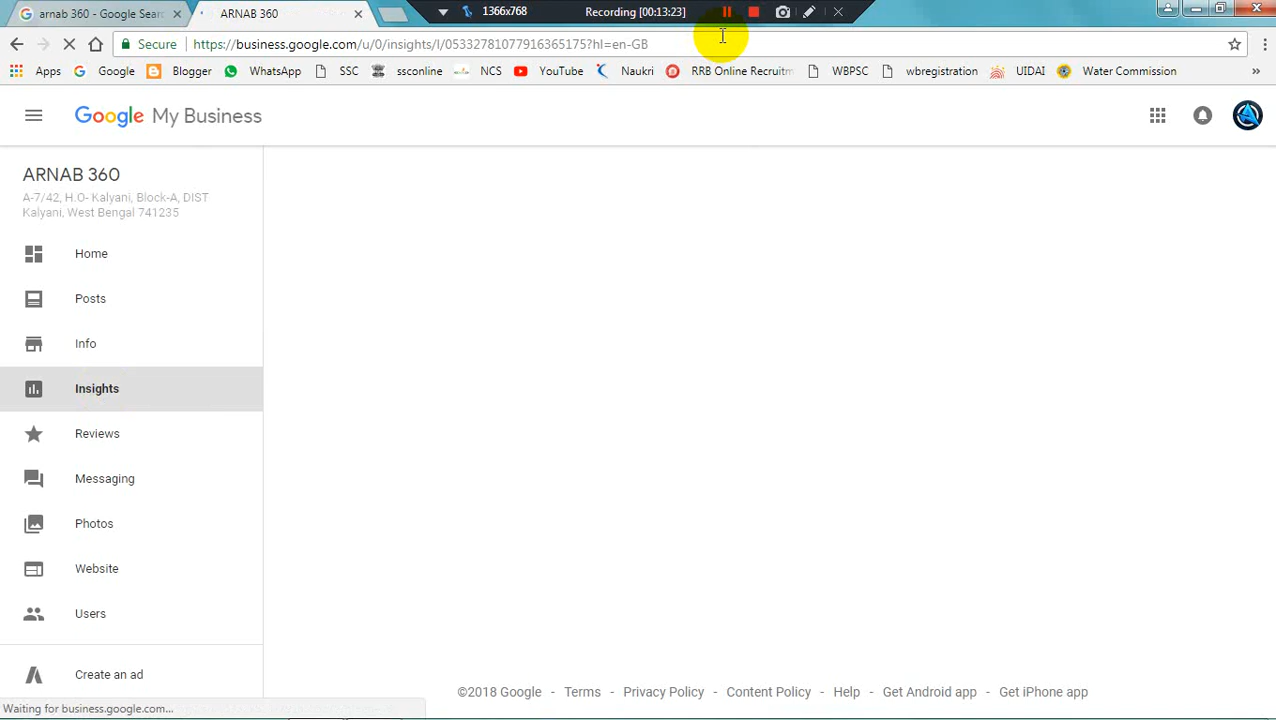 arnab 360 - Google Sear
ARNAB 360
1366x768
Recording [00:13:23]
Secure
https://business.google.com/u/0/insights/l/05332781077916365175?hl=en-GB
Apps
Google
Blogger
WhatsApp
SSC
ssconline
NCS
YouTube
Naukri
RRB Online Recruitm
WBPSC
wbregistration
UIDAI
Water Commission
»
Google My Business
ARNAB 360
A-7/42, H.O- Kalyani, Block-A, DIST
Kalyani, West Bengal 741235
Home
Posts
Info
Insights
Reviews
Messaging
Photos
Website
Users
Create an ad
©2018 Google - Terms - Privacy Policy - Content Policy - Help - Get Android app - Get iPhone app
Waiting for business.google.com...